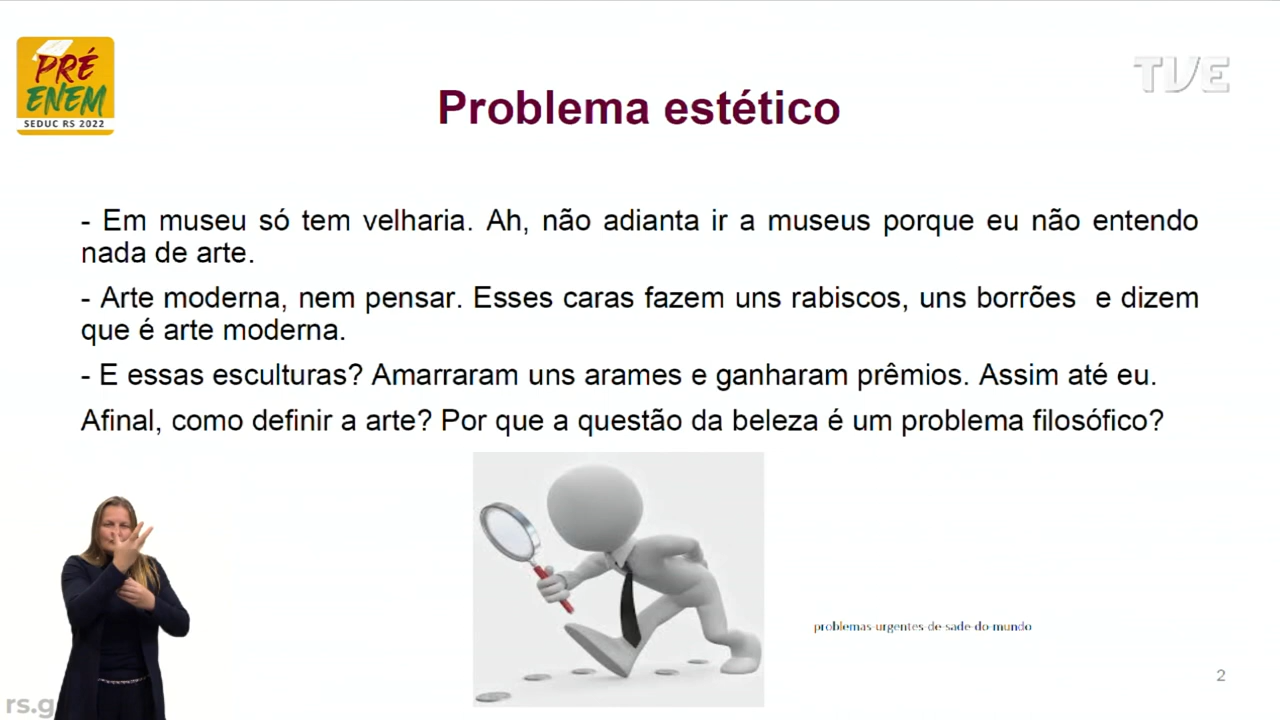 PRÉ
ENEM
SEDUC RS 2022
TVE
Problema estético
- Em museu só tem velharia. Ah, não adianta ir a museus porque eu não entendo
nada de arte.
- Arte moderna, nem pensar. Esses caras fazem uns rabiscos, uns borrões e dizem
que é arte moderna.
- E essas esculturas? Amarraram uns arames e ganharam prêmios. Assim até eu.
Afinal, como definir a arte? Por que a questão da beleza é um problema filosófico?
problemas-urgentes-de-sade-do-mundo
2
rs.g